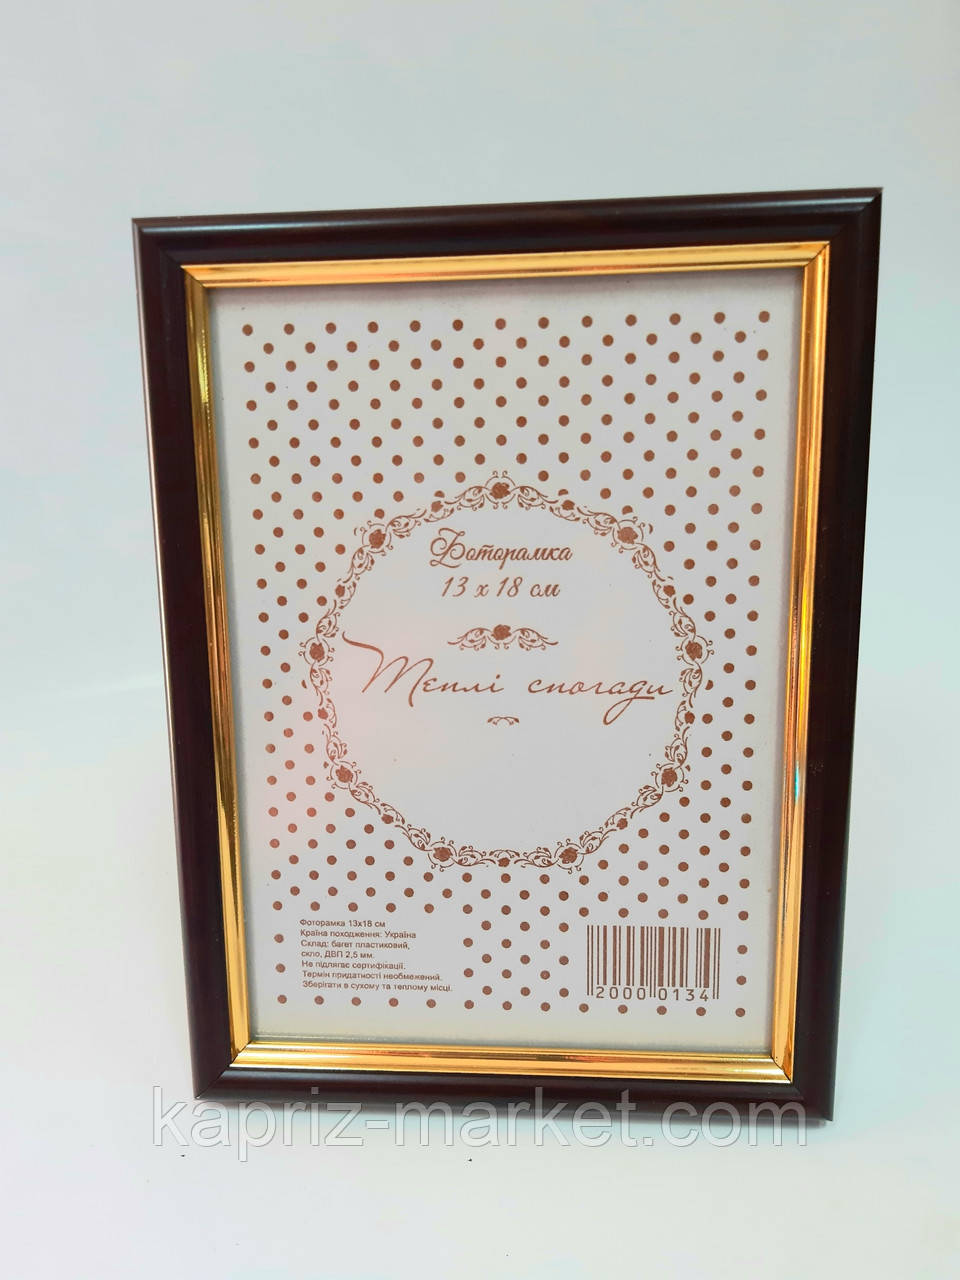 Фоторамка
13 х 18 см
Теплі спогади
Фоторамка 13х18 см
Країна походження: Україна
Склад: багет пластиковий,
скло, ДВП 2,5 мм.
Не підлягає сертифікації.
Термін придатності необмежений.
Зберігати в сухому та теплому місці.
2000 0134
kapriz-market.com